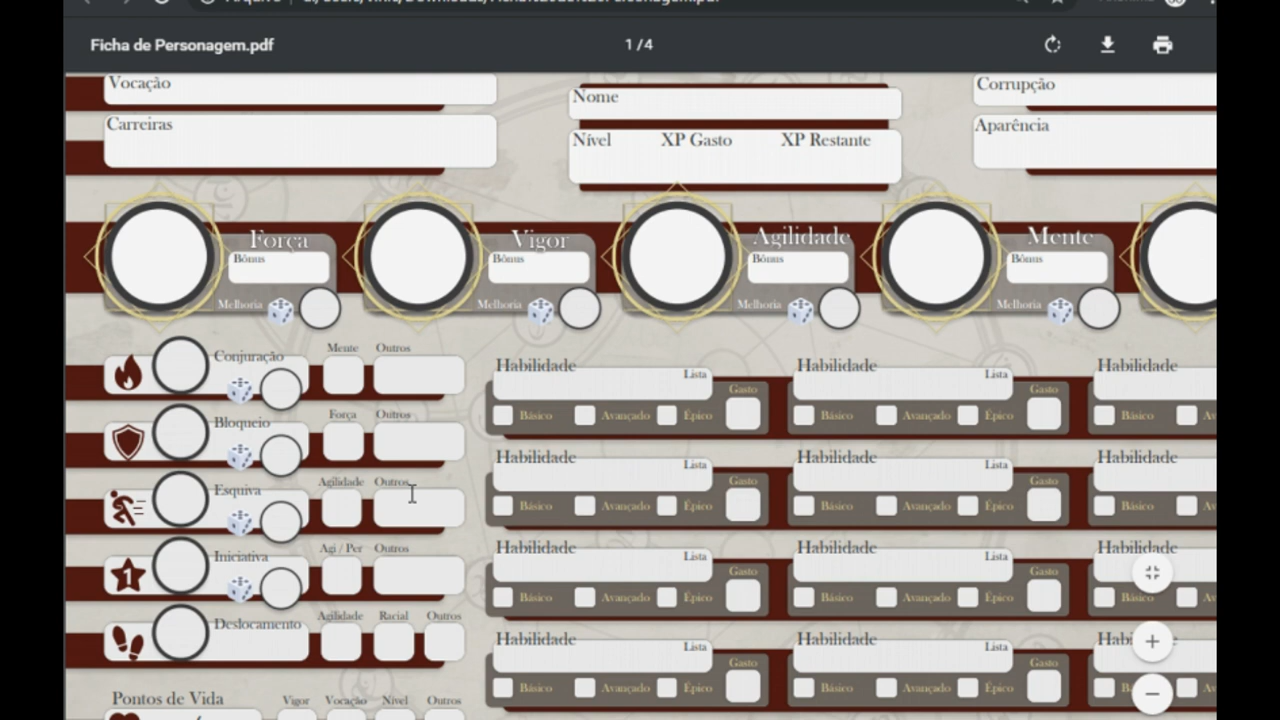 Ficha de Personagem.pdf
1 / 4
Vocação
Nome
Corrupção
Carreiras
Nível XP Gasto XP Restante
Aparência
Força Vigor Agilidade Mente
Bônus Bônus Bônus Bônus
Melhoria Melhoria Melhoria Melhoria
Mente Outros
Conjuração
Habilidade Lista Habilidade Lista Habilidade
Gasto Gasto
Básico Avançado Épico Básico Avançado Épico Básico
Força Outros
Bloqueio
Habilidade Lista Habilidade Lista Habilidade
Gasto Gasto
Básico Avançado Épico Básico Avançado Épico Básico
Agilidade Outros
Esquiva
Agi / Per Outros
Iniciativa
1
Habilidade Lista Habilidade Lista Habilidade
Gasto Gasto
Básico Avançado Épico Básico Avançado Épico Básico
Agilidade Racial Outros
Deslocamento
Habilidade Lista Habilidade Lista
Gasto Gasto
Básico Avançado Épico Básico Avançado Épico
Pontos de Vida Vigor Vocação Nível Outros